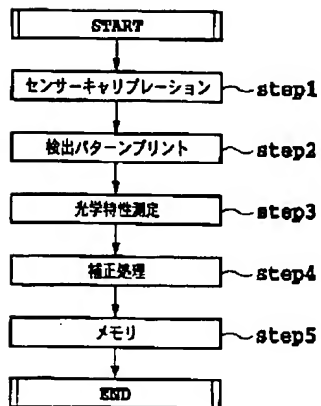 START
センサーキャリブレーション step1
検出パターンプリント step2
光学特性測定 step3
補正処理 step4
メモリ step5
END